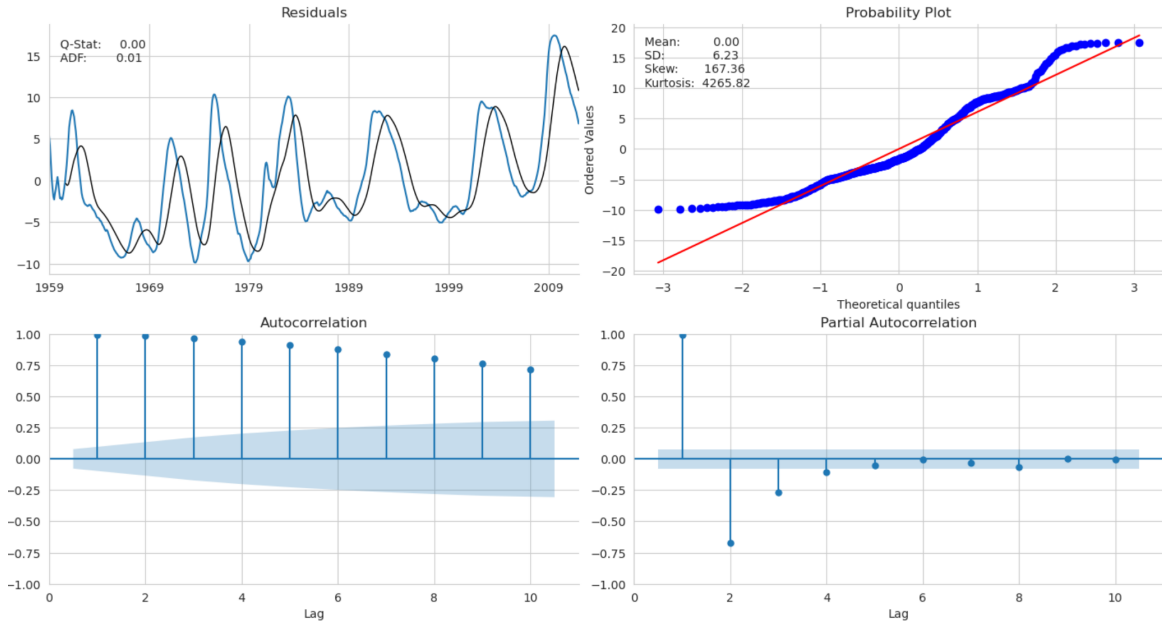 Residuals
Q-Stat: 0.00
ADF: 0.01
15
10
5
0
−5
−10
1959 1969 1979 1989 1999 2009
Probability Plot
Mean: 0.00
SD: 6.23
Skew: 167.36
Kurtosis: 4265.82
Ordered Values
20
15
10
5
0
−5
−10
−15
−20
−3 −2 −1 0 1 2 3
Theoretical quantiles
Autocorrelation
1.00
0.75
0.50
0.25
0.00
−0.25
−0.50
−0.75
−1.00
0 2 4 6 8 10
Lag
Partial Autocorrelation
1.00
0.75
0.50
0.25
0.00
−0.25
−0.50
−0.75
−1.00
0 2 4 6 8 10
Lag